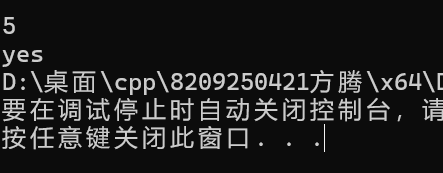 5
yes
D:\桌面\cpp\8209250421方腾\x64\D
要在调试停止时自动关闭控制台，请
按任意键关闭此窗口. . .